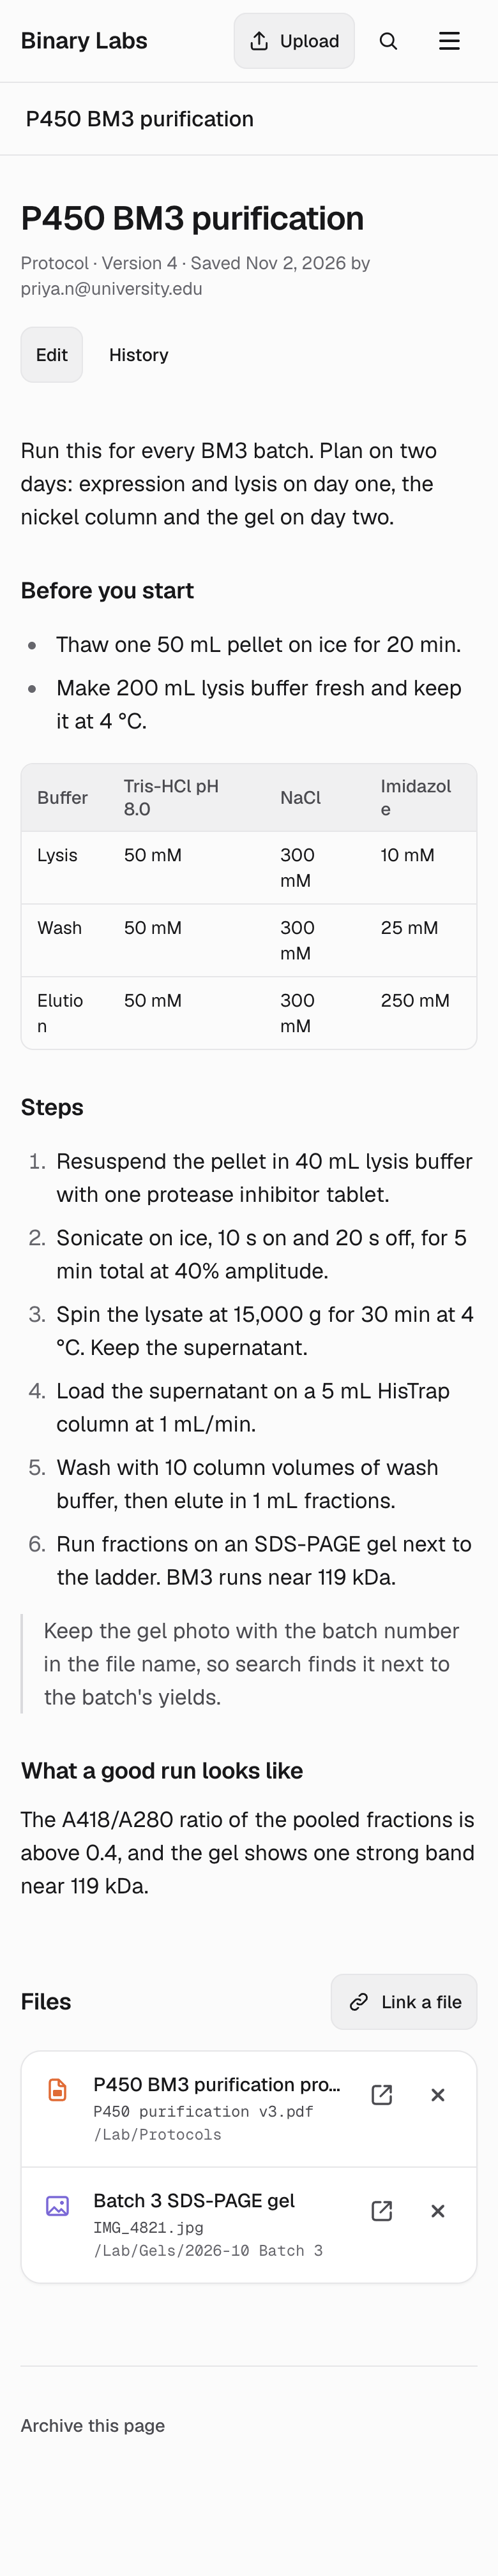 Binary Labs
Upload
P450 BM3 purification
P450 BM3 purification
Protocol · Version 4 · Saved Nov 2, 2026 by
priya.n@university.edu
Edit
History
Run this for every BM3 batch. Plan on two
days: expression and lysis on day one, the
nickel column and the gel on day two.
Before you start
• Thaw one 50 mL pellet on ice for 20 min.
• Make 200 mL lysis buffer fresh and keep
it at 4 °C.
Buffer Tris-HCl pH NaCl Imidazol
8.0 e
Lysis 50 mM 300 10 mM
mM
Wash 50 mM 300 25 mM
mM
Elutio 50 mM 300 250 mM
n mM
Steps
1. Resuspend the pellet in 40 mL lysis buffer
with one protease inhibitor tablet.
2. Sonicate on ice, 10 s on and 20 s off, for 5
min total at 40% amplitude.
3. Spin the lysate at 15,000 g for 30 min at 4
°C. Keep the supernatant.
4. Load the supernatant on a 5 mL HisTrap
column at 1 mL/min.
5. Wash with 10 column volumes of wash
buffer, then elute in 1 mL fractions.
6. Run fractions on an SDS-PAGE gel next to
the ladder. BM3 runs near 119 kDa.
Keep the gel photo with the batch number
in the file name, so search finds it next to
the batch's yields.
What a good run looks like
The A418/A280 ratio of the pooled fractions is
above 0.4, and the gel shows one strong band
near 119 kDa.
Files
Link a file
P450 BM3 purification pro...
P450 purification v3.pdf
/Lab/Protocols
Batch 3 SDS-PAGE gel
IMG_4821.jpg
/Lab/Gels/2026-10 Batch 3
Archive this page